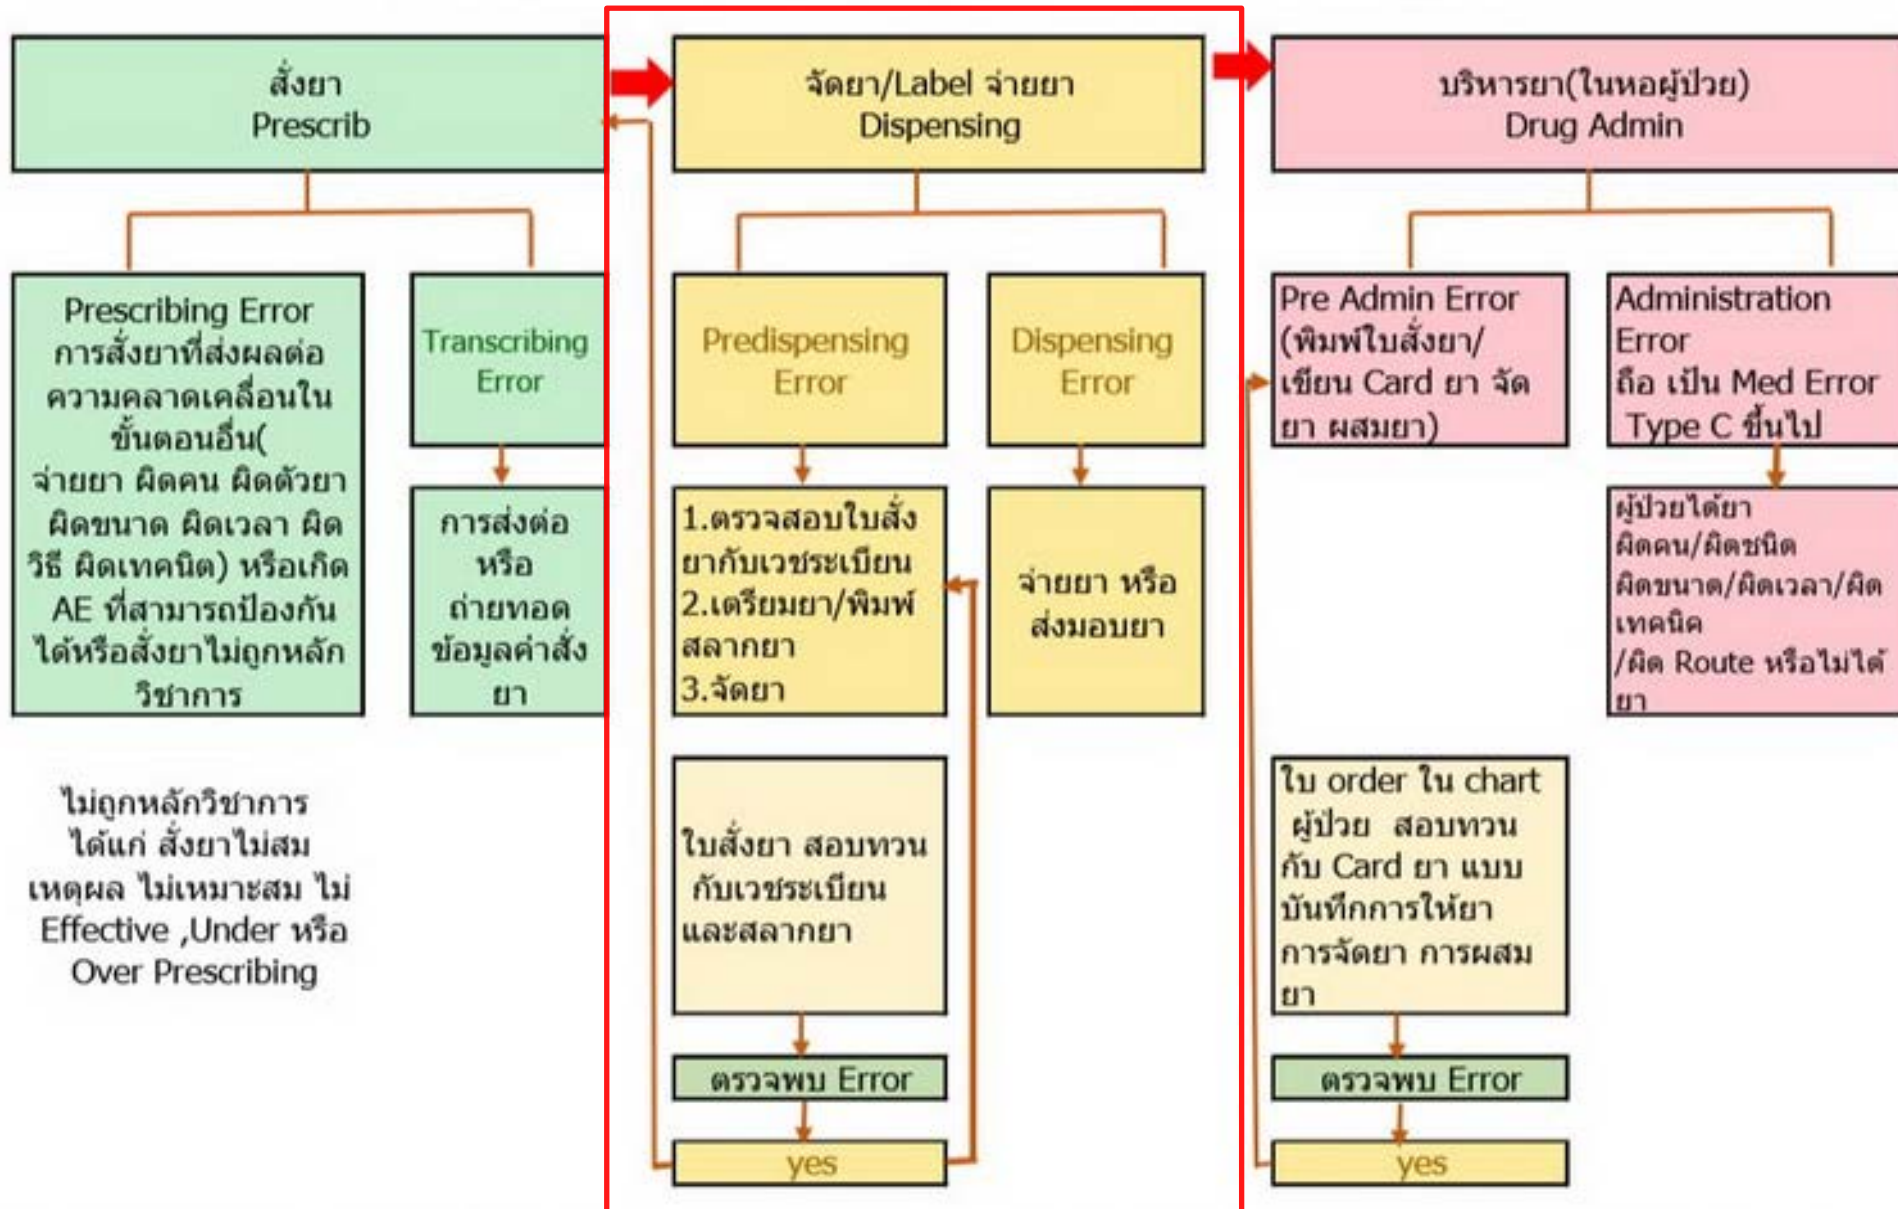 สั่งยา
Prescrib
จัดยา/Label จ่ายยา
Dispensing
บริหารยา(ในหอผู้ป่วย)
Drug Admin
Prescribing Error
การสั่งยาที่ส่งผลต่อ
ความคลาดเคลื่อนใน
ขั้นตอนอื่น(
จ่ายยา ผิดคน ผิดตัวยา
ผิดขนาด ผิดเวลา ผิด
วิธี ผิดเทคนิต) หรือเกิด
AE ที่สามารถป้องกัน
ได้หรือสั่งยาไม่ถูกหลัก
วิชาการ
Transcribing
Error
การส่งต่อ
หรือ
ถ่ายทอด
ข้อมูลคำสั่ง
ยา
Predispensing
Error
1.ตรวจสอบใบสั่ง
ยากับเวชระเบียน
2.เตรียมยา/พิมพ์
สลากยา
3.จัดยา
Dispensing
Error
จ่ายยา หรือ
ส่งมอบยา
Pre Admin Error
(พิมพ์ใบสั่งยา/
เขียน Card ยา จัด
ยา ผสมยา)
Administration
Error
ถือ เป็น Med Error
Type C ขึ้นไป
ผู้ป่วยได้ยา
ผิดคน/ผิดชนิด
ผิดขนาด/ผิดเวลา/ผิด
เทคนิค
/ผิด Route หรือไม่ได้
ยา
ไม่ถูกหลักวิชาการ
ได้แก่ สั่งยาไม่สม
เหตุผล ไม่เหมาะสม ไม่
Effective ,Under หรือ
Over Prescribing
ใบสั่งยา สอบทวน
กับเวชระเบียน
และสลากยา
ตรวจพบ Error
yes
ใบ order ใน chart
ผู้ป่วย สอบทวน
กับ Card ยา แบบ
บันทึกการให้ยา
การจัดยา การผสม
ยา
ตรวจพบ Error
yes